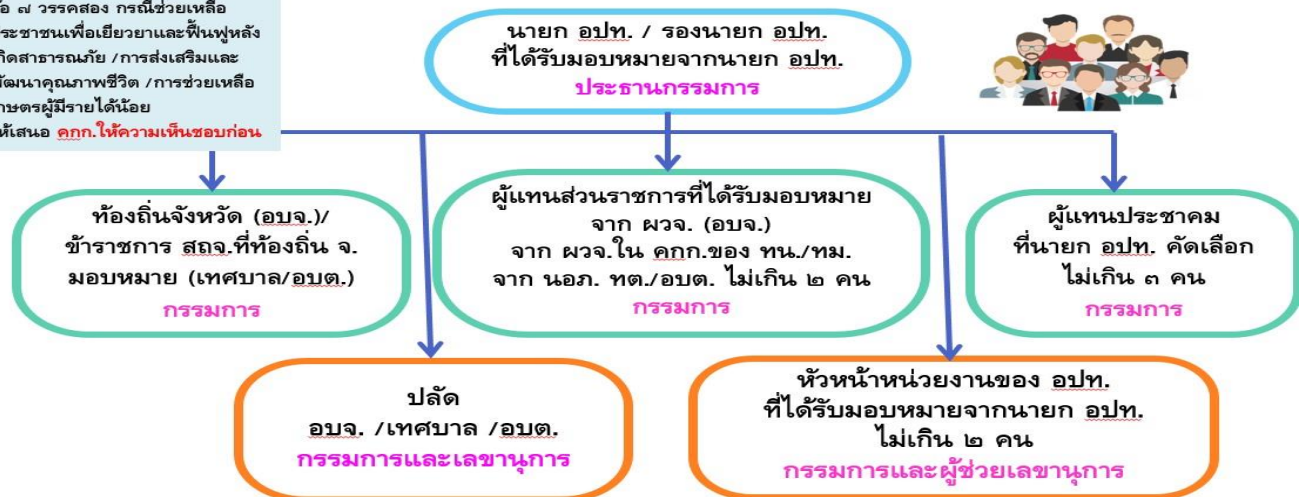 ๗ วรรคสอง กรณีช่วยเหลือ
ประชาชนเพื่อเยียวยาและฟื้นฟูหลัง
เกิดสาธารณภัย /การส่งเสริมและ
พัฒนาคุณภาพชีวิต /การช่วยเหลือ
เกษตรผู้มีรายได้น้อย
ให้เสนอ คกก.ให้ความเห็นชอบก่อน
นายก อปท. / รองนายก อปท.
ที่ได้รับมอบหมายจากนายก อปท.
ประธานกรรมการ
ท้องถิ่นจังหวัด (อบจ.)/
ข้าราชการ สถจ.ที่ท้องถิ่น จ.
มอบหมาย (เทศบาล/อบต.)
กรรมการ
ผู้แทนส่วนราชการที่ได้รับมอบหมาย
จาก ผวจ. (อบจ.)
จาก ผวจ.ใน คกก.ของ ทน./ทม.
จาก นอภ. ทต./อบต. ไม่เกิน ๒ คน
กรรมการ
ผู้แทนประชาคม
ที่นายก อปท. คัดเลือก
ไม่เกิน ๓ คน
กรรมการ
ปลัด
อบจ. /เทศบาล /อบต.
กรรมการและเลขานุการ
หัวหน้าหน่วยงานของ อปท.
ที่ได้รับมอบหมายจากนายก อปท.
ไม่เกิน ๒ คน
กรรมการและผู้ช่วยเลขานุการ